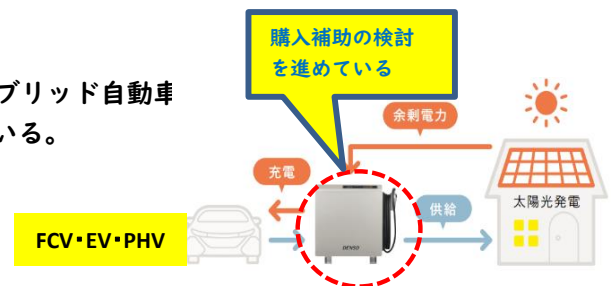 購入補助の検討
を進めている
ブリッド自動車
いる。
余剰電力
充電
供給
太陽光発電
DENSO
FCV・EV・PHV